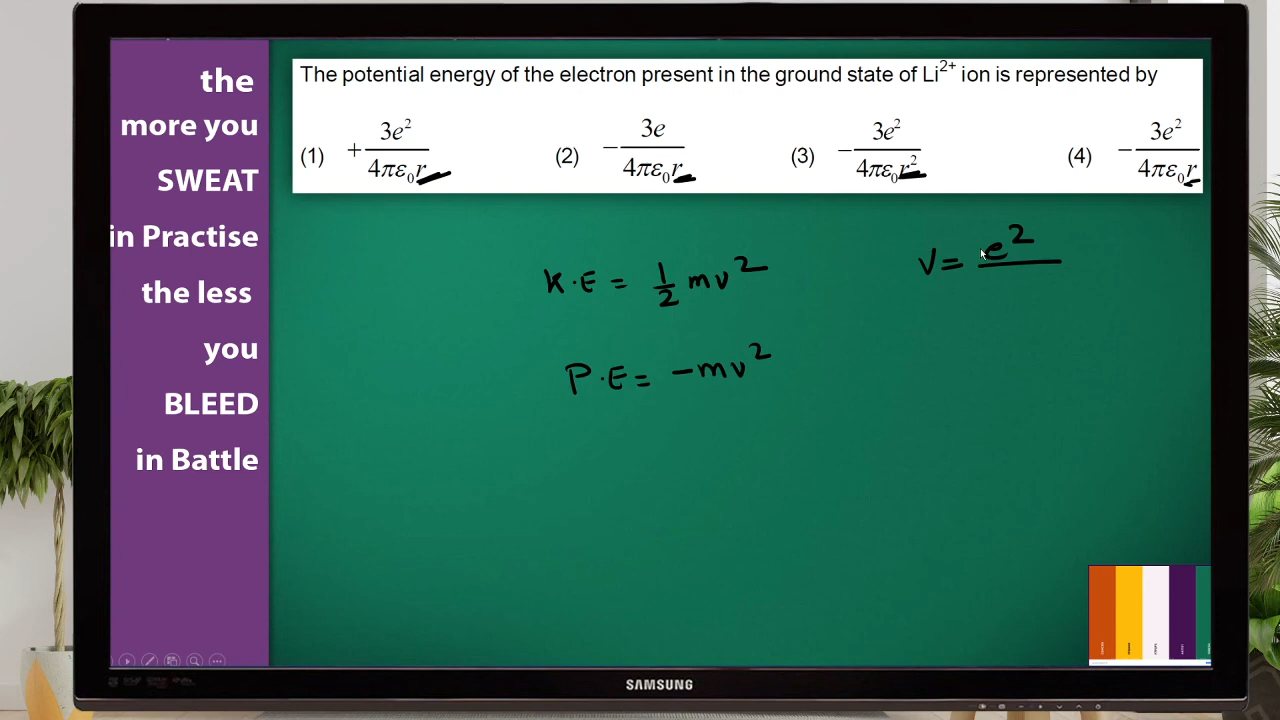 the
more you
SWEAT
in Practise
the less
you
BLEED
in Battle
The potential energy of the electron present in the ground state of Li²⁺ ion is represented by
(1) + 3e²/4πε₀r (2) − 3e/4πε₀r (3) − 3e²/4πε₀r² (4) − 3e²/4πε₀r
K.E = 1/2 mv²
V = e²
P.E = −mv²
SAMSUNG